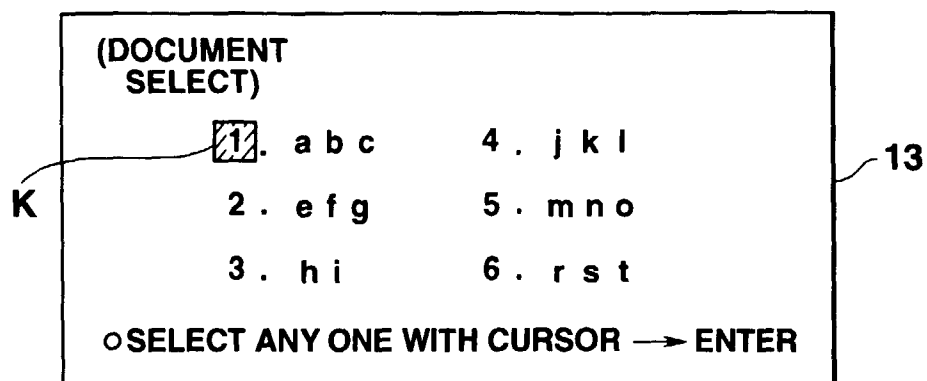 (DOCUMENT
SELECT)
1. abc 4. jkl
K 13
2. efg 5. mno
3. hi 6. rst
○SELECT ANY ONE WITH CURSOR → ENTER